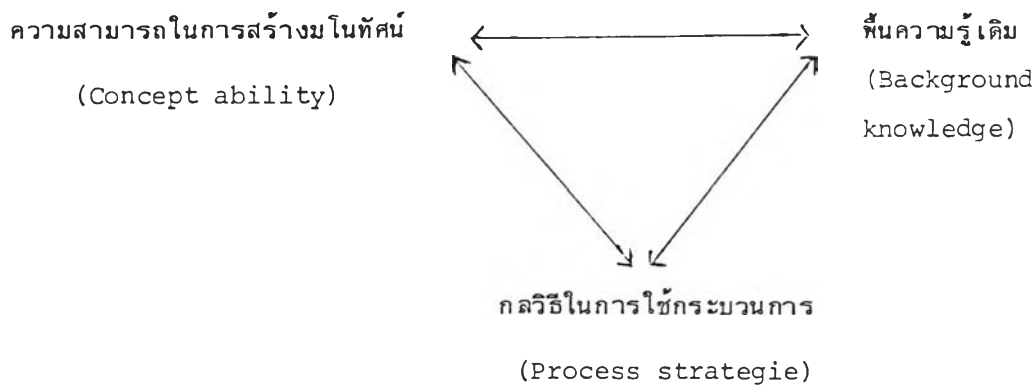 ความสามารถในการสร้างมโนทัศน์
(Concept ability)
พื้นความรู้เดิม
(Background
knowledge)
กลวิธีในการใช้กระบวนการ
(Process strategie)